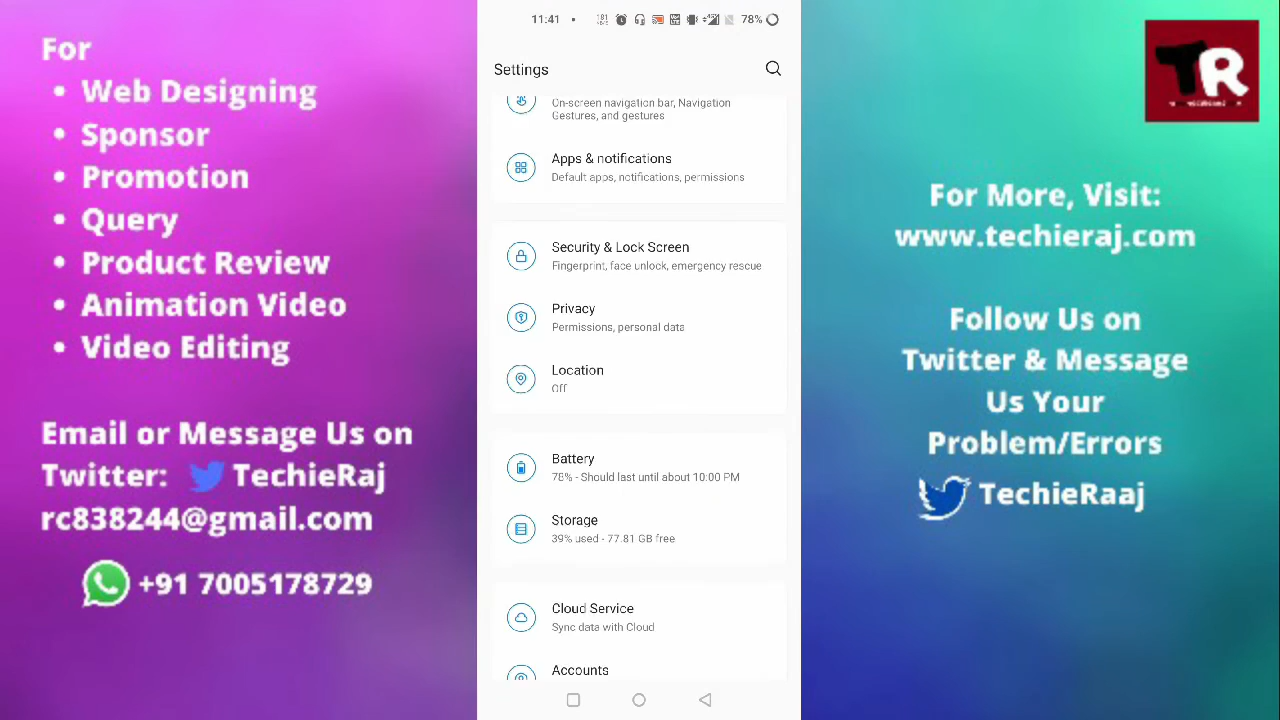 For
• Web Designing
• Sponsor
• Promotion
• Query
• Product Review
• Animation Video
• Video Editing
Email or Message Us on
Twitter: TechieRaj
rc838244@gmail.com
+91 7005178729
11:41
78%
Settings
On-screen navigation bar, Navigation
Gestures, and gestures
Apps & notifications
Default apps, notifications, permissions
Security & Lock Screen
Fingerprint, face unlock, emergency rescue
Privacy
Permissions, personal data
Location
Off
Battery
78% - Should last until about 10:00 PM
Storage
39% used - 77.81 GB free
Cloud Service
Sync data with Cloud
Accounts
TR
For More, Visit:
www.techieraj.com
Follow Us on
Twitter & Message
Us Your
Problem/Errors
TechieRaaj